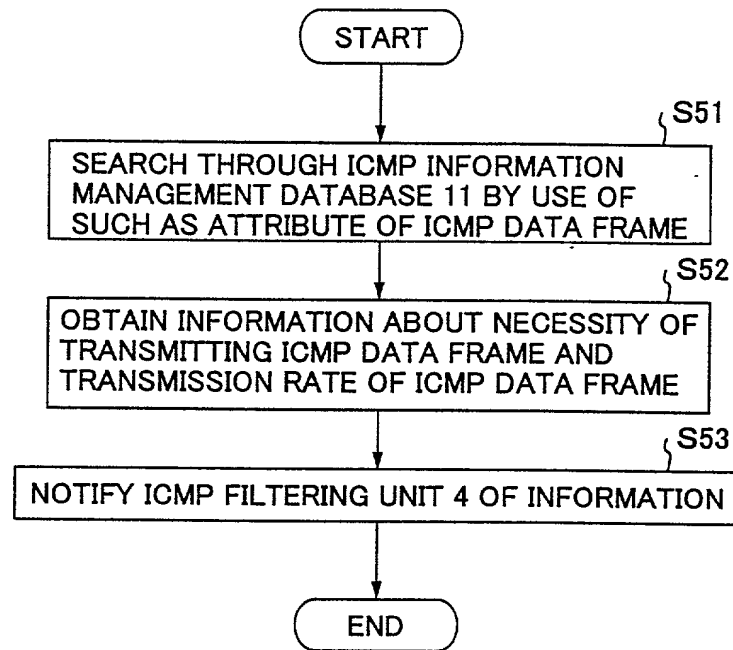 START
S51
SEARCH THROUGH ICMP INFORMATION
MANAGEMENT DATABASE 11 BY USE OF
SUCH AS ATTRIBUTE OF ICMP DATA FRAME
S52
OBTAIN INFORMATION ABOUT NECESSITY OF
TRANSMITTING ICMP DATA FRAME AND
TRANSMISSION RATE OF ICMP DATA FRAME
S53
NOTIFY ICMP FILTERING UNIT 4 OF INFORMATION
END